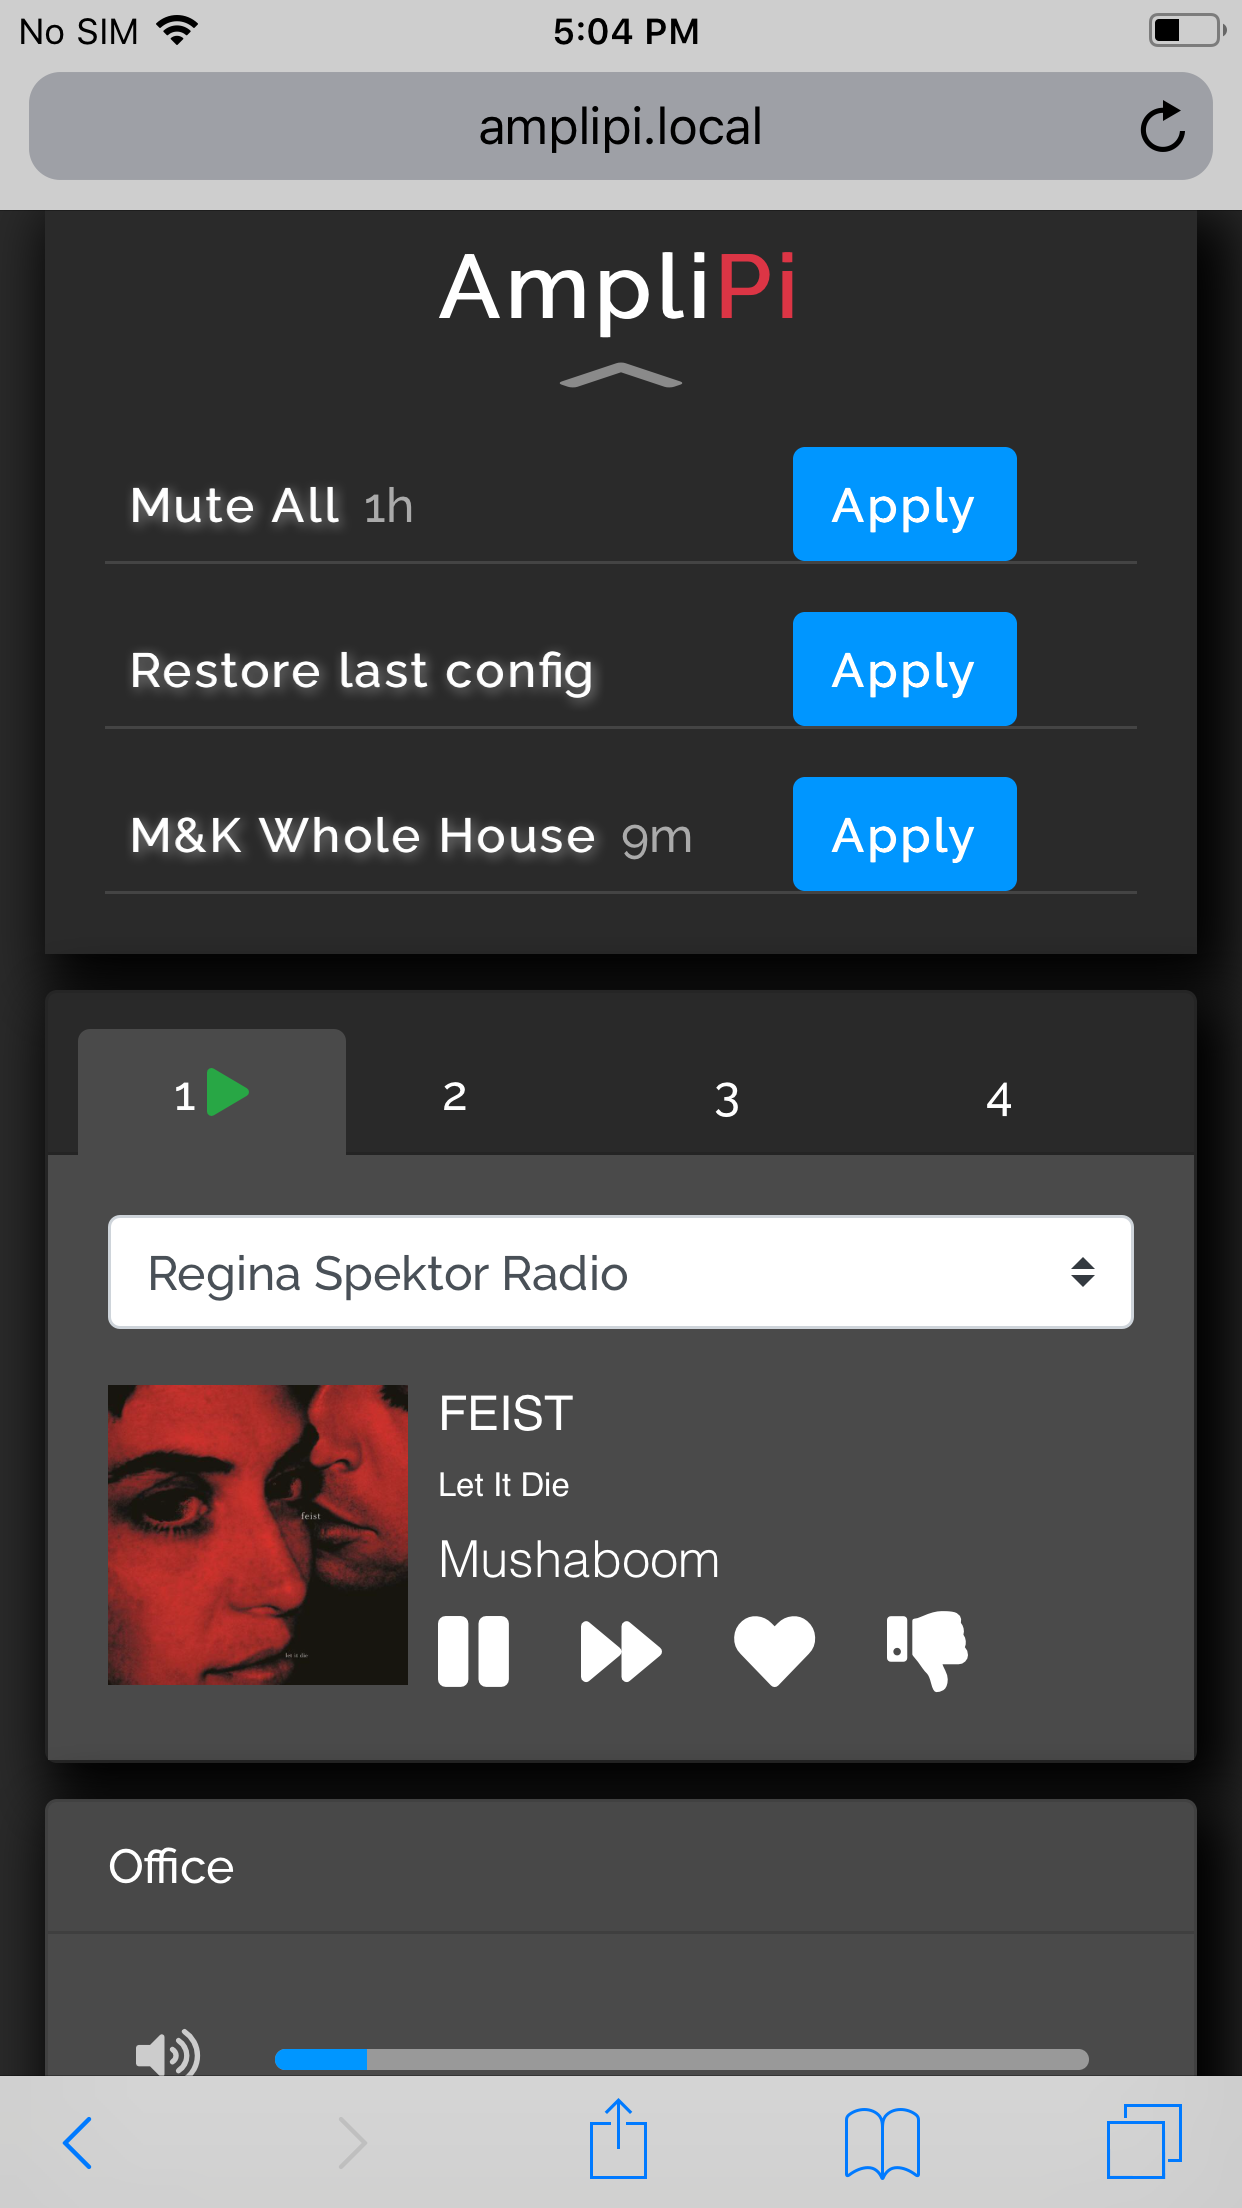 No SIM 5:04 PM
amplipi.local
AmpliPi
Mute All 1h Apply
Restore last config Apply
M&K Whole House 9m Apply
1 2 3 4
Regina Spektor Radio
FEIST
Let It Die
Mushaboom
feist
let it die
Office